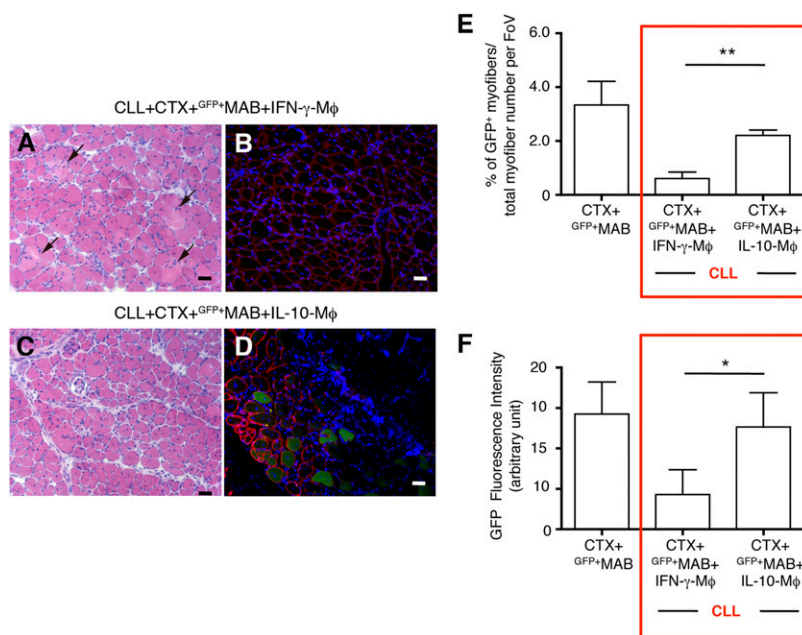 CLL+CTX+GFP+MAB+IFN-γ-Mϕ
A
B
CLL+CTX+GFP+MAB+IL-10-Mϕ
C
D
E
% of GFP+ myofibers/
total myofiber number per FoV
6.0
4.0
2.0
0
**
CTX+
GFP+MAB
CTX+
GFP+MAB+
IFN-γ-Mϕ
CTX+
GFP+MAB+
IL-10-Mϕ
CLL
F
GFP Fluorescence Intensity
(arbitrary unit)
20
10
15
10
0
*
CTX+
GFP+MAB
CTX+
GFP+MAB+
IFN-γ-Mϕ
CTX+
GFP+MAB+
IL-10-Mϕ
CLL